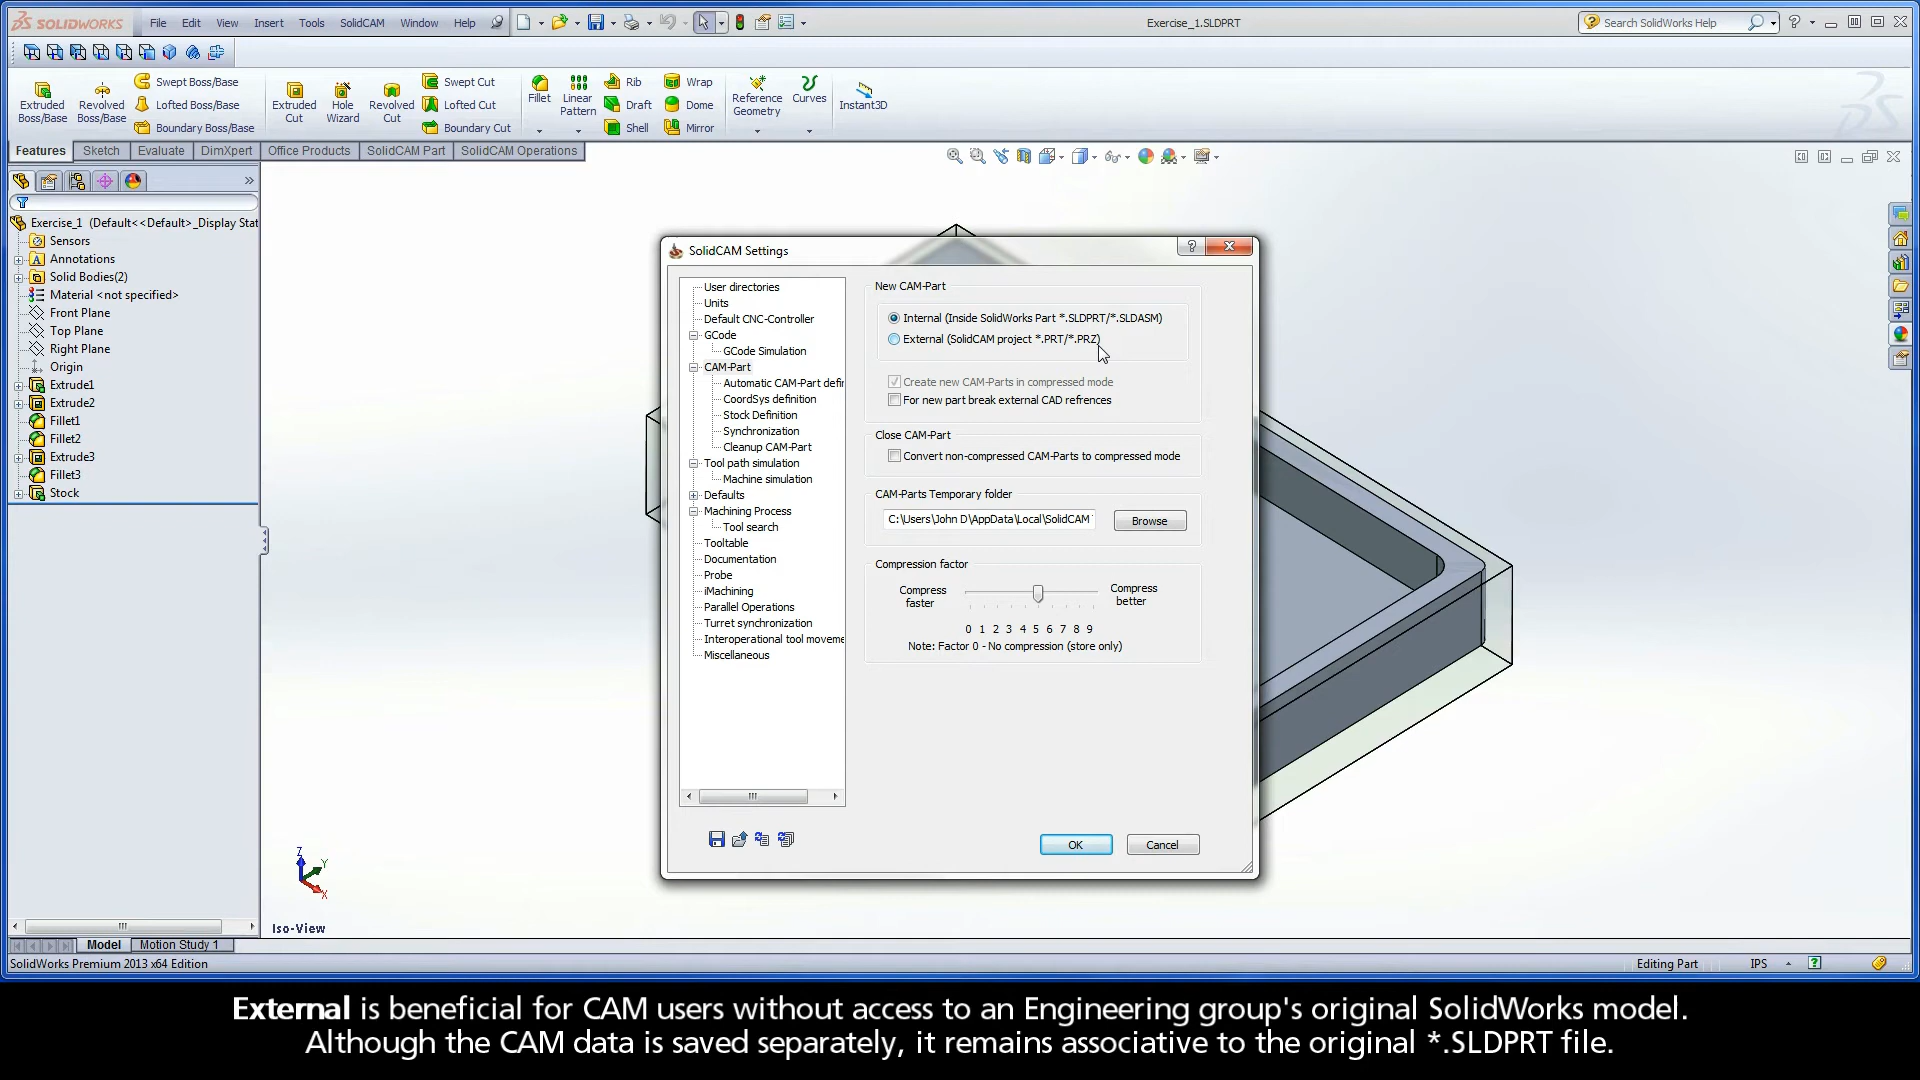 SOLIDWORKS File Edit View Insert Tools SolidCAM Window Help Exercise_1.SLDPRT Search SolidWorks Help
Extruded Boss/Base Revolved Boss/Base Swept Boss/Base Extruded Cut Hole Wizard Revolved Cut Swept Cut Fillet Linear Pattern Rib Wrap Reference Geometry Curves Instant3D
Lofted Boss/Base Lofted Cut Draft Dome
Boundary Boss/Base Boundary Cut Shell Mirror
Features Sketch Evaluate DimXpert Office Products SolidCAM Part SolidCAM Operations
Exercise_1 (Default<<Default>_Display Stat
Sensors
Annotations
Solid Bodies(2)
Material <not specified>
Front Plane
Top Plane
Right Plane
Origin
Extrude1
Extrude2
Fillet1
Fillet2
Extrude3
Fillet3
Stock
SolidCAM Settings
User directories
Units
Default CNC-Controller
GCode
GCode Simulation
CAM-Part
Automatic CAM-Part defi
CoordSys definition
Stock Definition
Synchronization
Cleanup CAM-Part
Tool path simulation
Machine simulation
Defaults
Machining Process
Tool search
Tooltable
Documentation
Probe
iMachining
Parallel Operations
Turret synchronization
Interoperational tool moveme
Miscellaneous
New CAM-Part
Internal (Inside SolidWorks Part *.SLDPRT/*.SLDASM)
External (SolidCAM project *.PRT/*.PRZ)
Create new CAM-Parts in compressed mode
For new part break external CAD refrences
Close CAM-Part
Convert non-compressed CAM-Parts to compressed mode
CAM-Parts Temporary folder
C:\Users\John D\AppData\Local\SolidCAM Browse
Compression factor
Compress faster Compress better
0 1 2 3 4 5 6 7 8 9
Note: Factor 0 - No compression (store only)
OK Cancel
Z Y X
Iso-View
Model Motion Study 1
SolidWorks Premium 2013 x64 Edition Editing Part IPS
External is beneficial for CAM users without access to an Engineering group's original SolidWorks model.
Although the CAM data is saved separately, it remains associative to the original *.SLDPRT file.